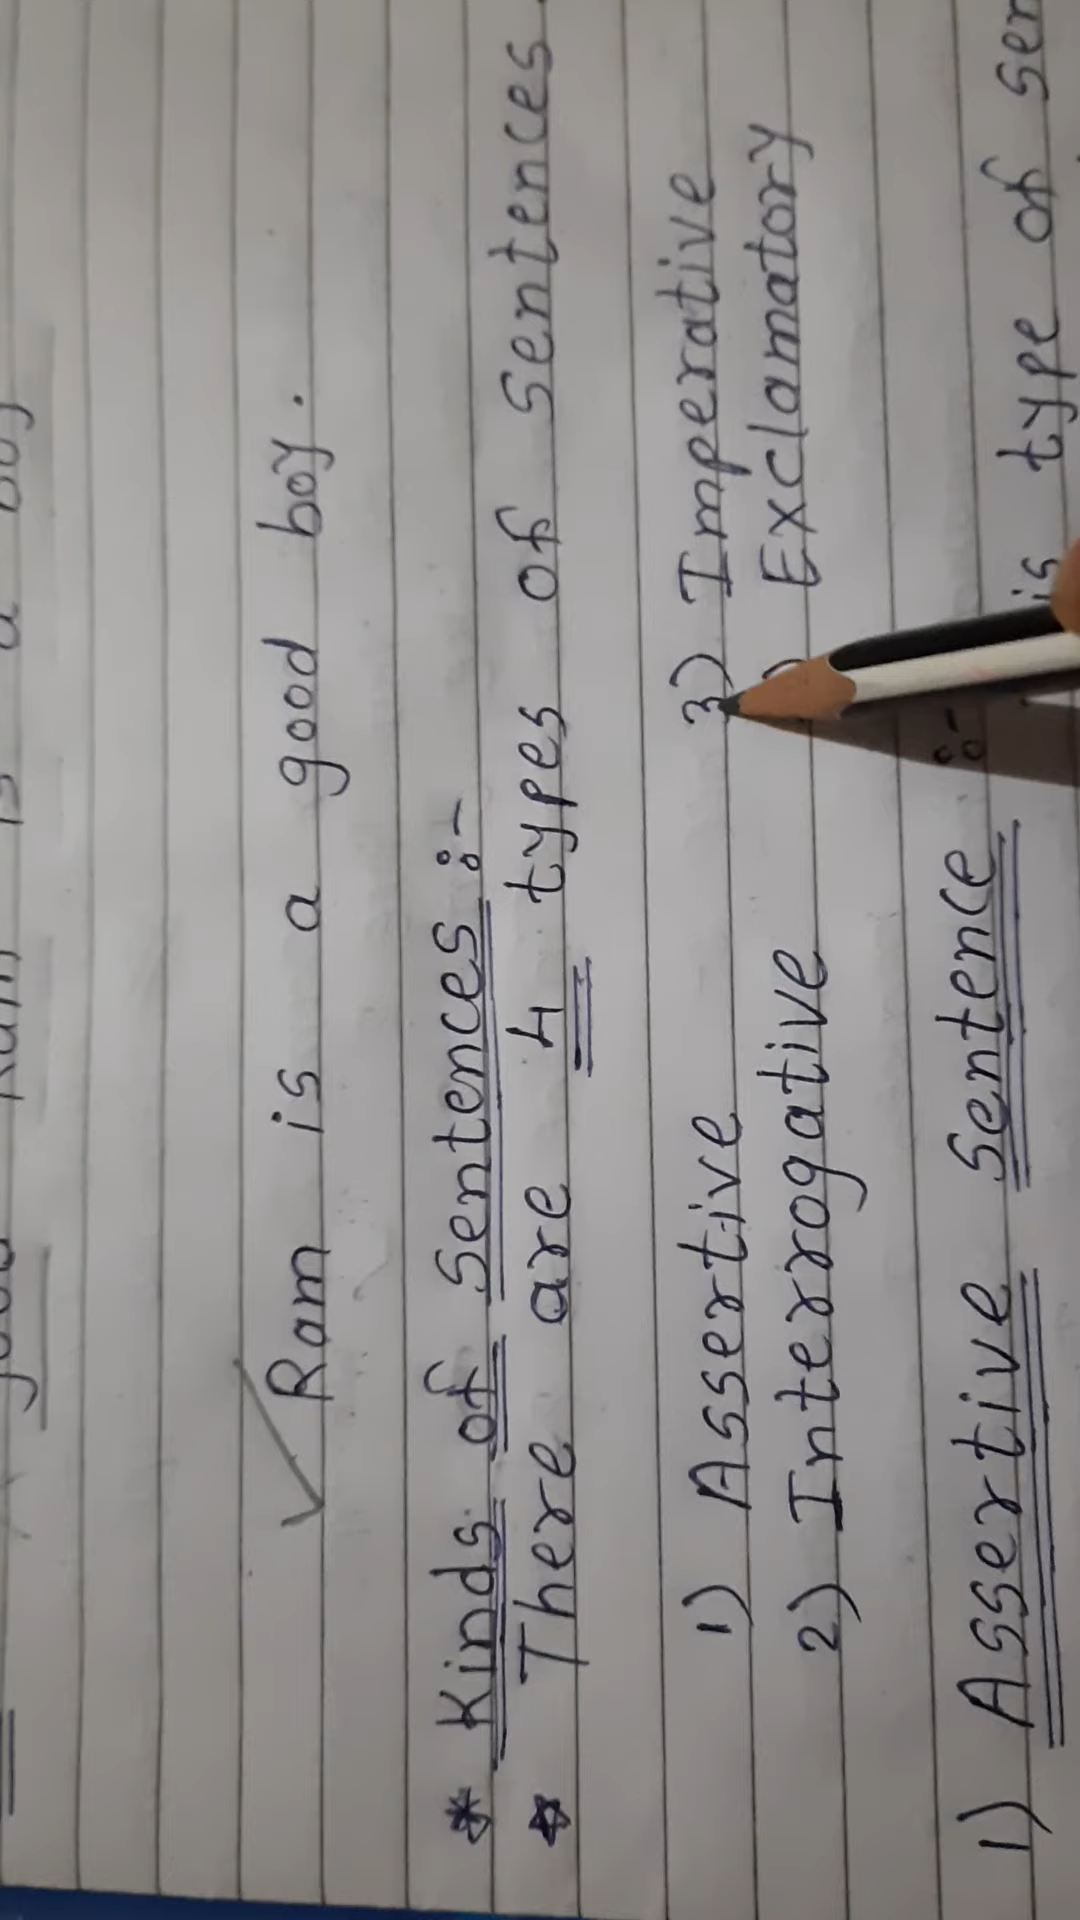 Ram is a good boy.
* Kinds of Sentences :-
* There are 4 types of Sentences.
1) Assertive 3) Imperative
2) Interrogative ) Exclamatory
1) Assertive Sentence :- is type of